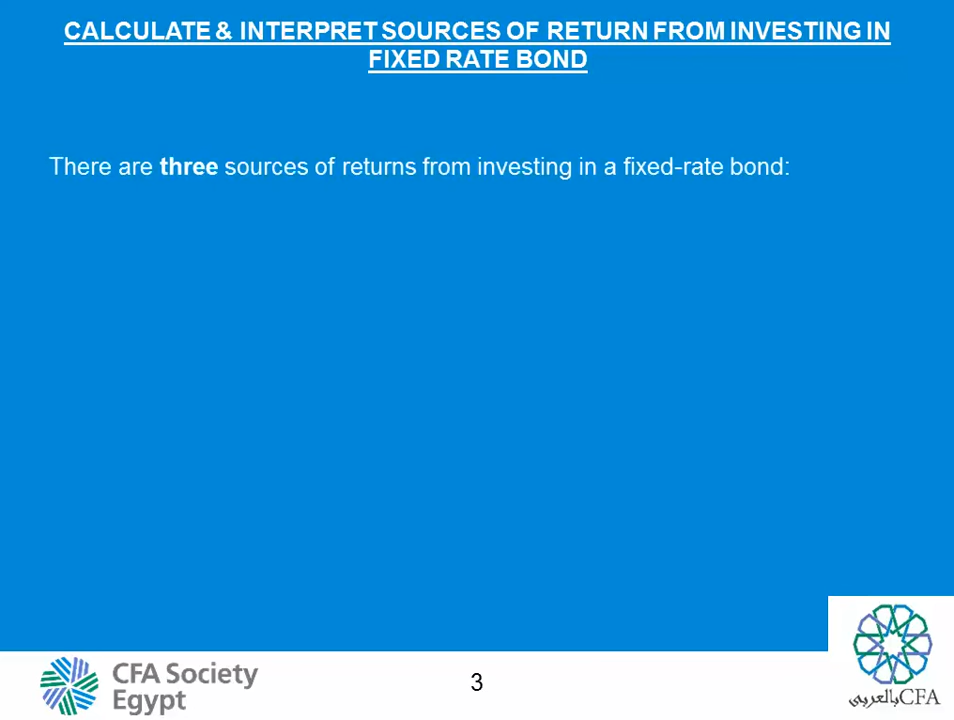 CALCULATE & INTERPRET SOURCES OF RETURN FROM INVESTING IN
FIXED RATE BOND
There are three sources of returns from investing in a fixed-rate bond:
CFA Society
Egypt
3
CFAبالعربي